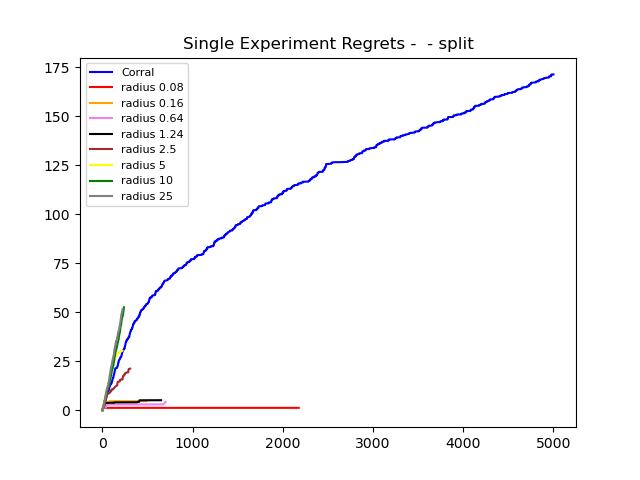 Single Experiment Regrets -  - split
175
150
125
100
75
50
25
0
Corral
radius 0.08
radius 0.16
radius 0.64
radius 1.24
radius 2.5
radius 5
radius 10
radius 25
0 1000 2000 3000 4000 5000